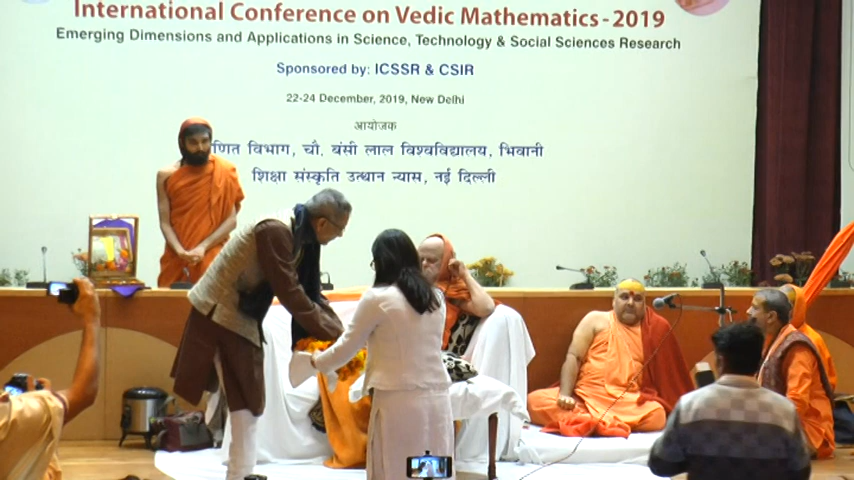 International Conference on Vedic Mathematics - 2019
Emerging Dimensions and Applications in Science, Technology & Social Sciences Research
Sponsored by: ICSSR & CSIR
22-24 December, 2019, New Delhi
आयोजक
विभाग, चौ. बंसी लाल विश्वविद्यालय, भिवानी
शिक्षा संस्कृति उत्थान न्यास, नई दिल्ली